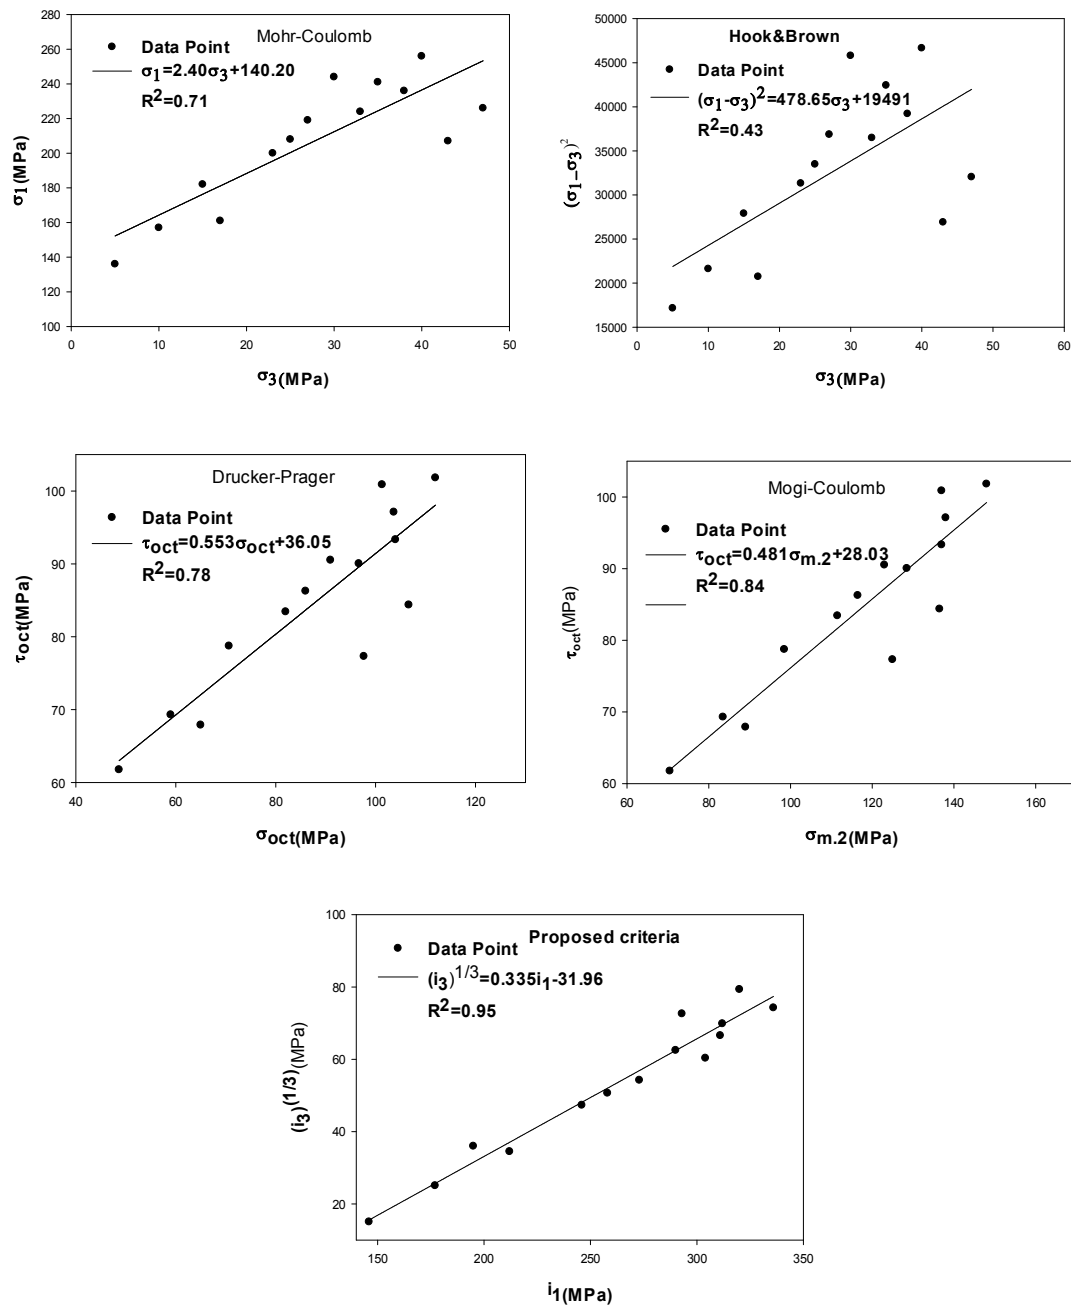 Mohr-Coulomb
Data Point
σ1=2.40σ3+140.20
R2=0.71
σ1(MPa)
280
260
240
220
200
180
160
140
120
100
0 10 20 30 40 50
σ3(MPa)
Hook&Brown
Data Point
(σ1-σ3)2=478.65σ3+19491
R2=0.43
(σ1–σ3)2
50000
45000
40000
35000
30000
25000
20000
15000
0 10 20 30 40 50 60
σ3(MPa)
Drucker-Prager
Data Point
τoct=0.553σoct+36.05
R2=0.78
τoct(MPa)
100
90
80
70
60
40 60 80 100 120
σoct(MPa)
Mogi-Coulomb
Data Point
τoct=0.481σm.2+28.03
R2=0.84
τoct(MPa)
100
90
80
70
60
60 80 100 120 140 160
σm.2(MPa)
Proposed criteria
Data Point
(i3)1/3=0.335i1-31.96
R2=0.95
(i3)(1/3)(MPa)
100
80
60
40
20
150 200 250 300 350
i1(MPa)